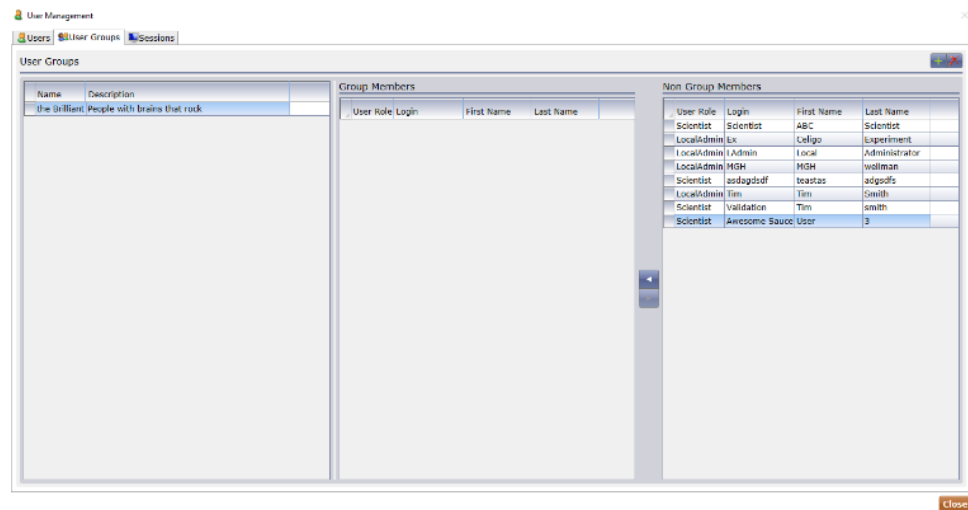 User Management
Users User Groups Sessions
User Groups
Name Description
the Brilliant People with brains that rock
Group Members
User Role Login First Name Last Name
Non Group Members
User Role Login First Name Last Name
Scientist Scientist ABC Scientist
LocalAdmin Ex Celigo Experiment
LocalAdmin LAdmin Local Administrator
LocalAdmin MGH MGH wellman
Scientist asdagdsdf teastas adgsdfs
LocalAdmin Tim Tim Smith
Scientist Validation Tim smith
Scientist Awesome Sauce User 3
Close